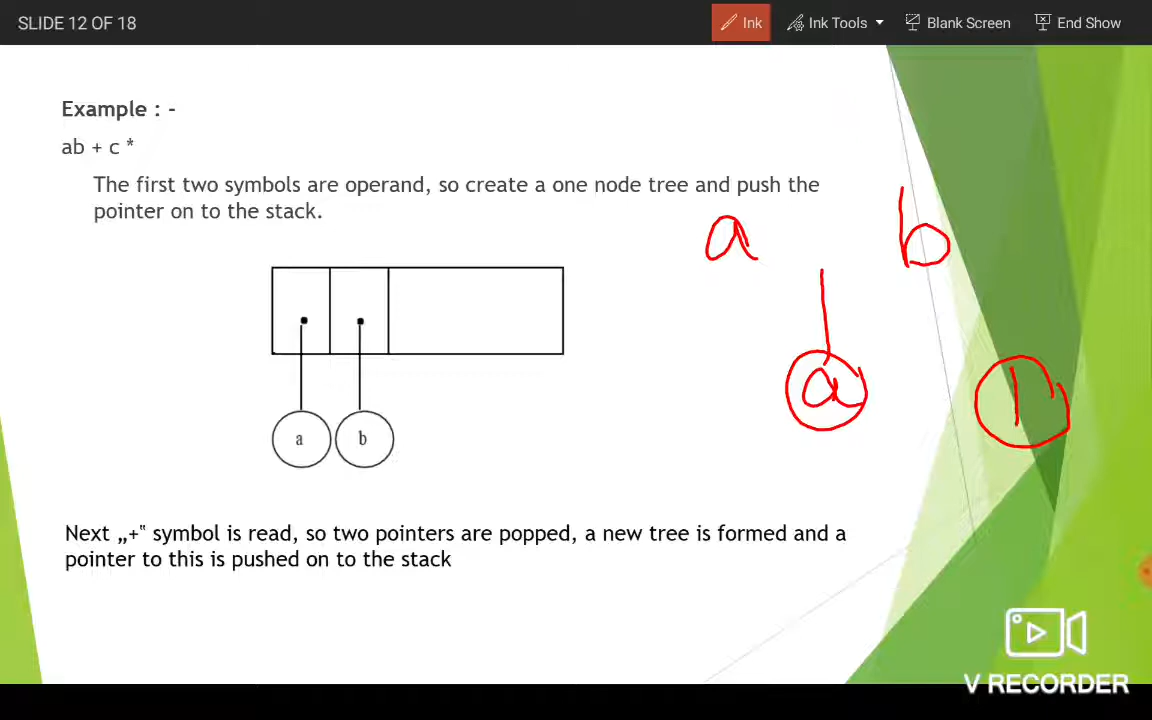 SLIDE 12 OF 18
Ink
Ink Tools
Blank Screen
End Show
Example : -
ab + c *
The first two symbols are operand, so create a one node tree and push the
pointer on to the stack.
a b
a
a b
Next „+‟ symbol is read, so two pointers are popped, a new tree is formed and a
pointer to this is pushed on to the stack
V RECORDER